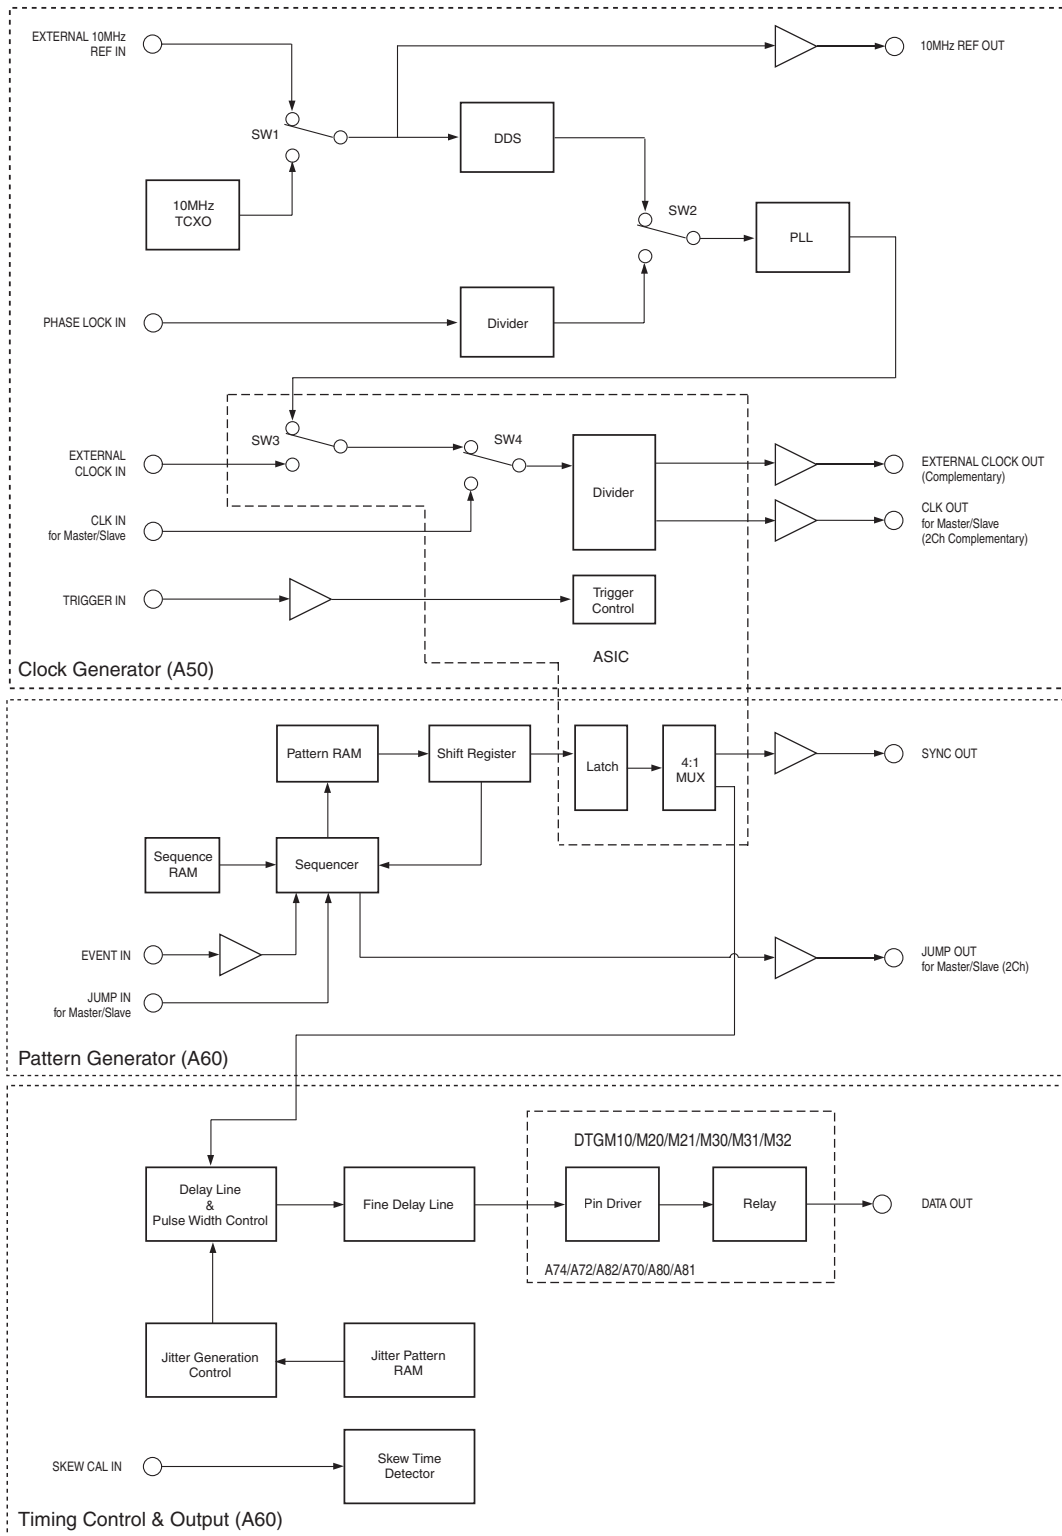 EXTERNAL 10MHz
REF IN
10MHz REF OUT
SW1
DDS
10MHz
TCXO
SW2
PLL
PHASE LOCK IN
Divider
SW3
SW4
EXTERNAL
CLOCK IN
Divider
EXTERNAL CLOCK OUT
(Complementary)
CLK IN
for Master/Slave
CLK OUT
for Master/Slave
(2Ch Complementary)
TRIGGER IN
Trigger
Control
ASIC
Clock Generator (A50)
Pattern RAM
Shift Register
Latch
4:1
MUX
SYNC OUT
Sequence
RAM
Sequencer
EVENT IN
JUMP OUT
for Master/Slave (2Ch)
JUMP IN
for Master/Slave
Pattern Generator (A60)
DTGM10/M20/M21/M30/M31/M32
Delay Line
&
Pulse Width Control
Fine Delay Line
Pin Driver
Relay
DATA OUT
A74/A72/A82/A70/A80/A81
Jitter Generation
Control
Jitter Pattern
RAM
SKEW CAL IN
Skew Time
Detector
Timing Control & Output (A60)